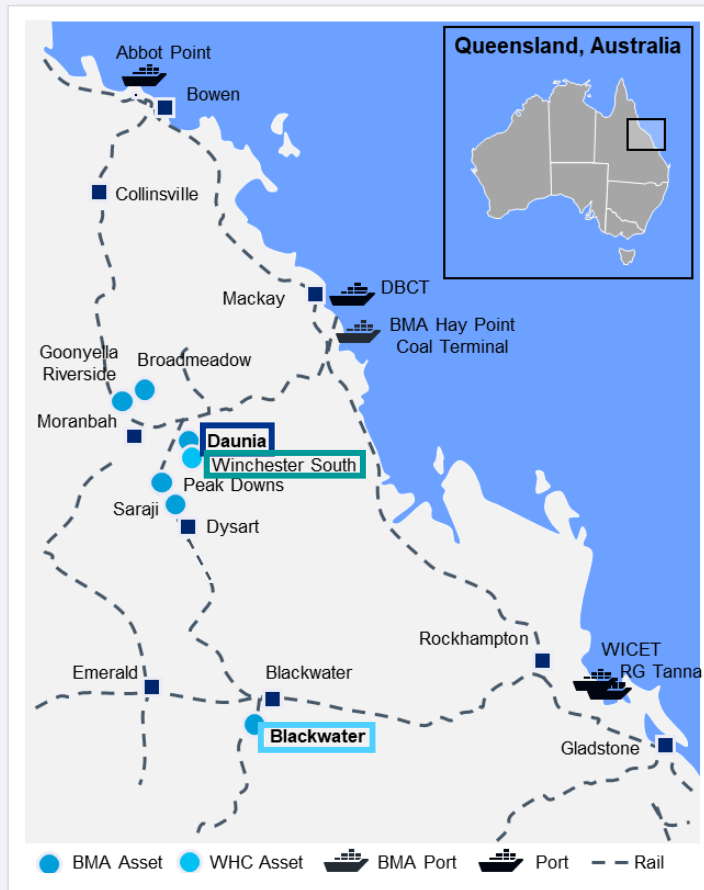 Queensland, Australia
Abbot Point
Bowen
Collinsville
Mackay
DBCT
BMA Hay Point
Coal Terminal
Goonyella
Riverside
Broadmeadow
Moranbah
Daunia
Winchester South
Peak Downs
Saraji
Dysart
Rockhampton
WICET
RG Tanna
Emerald
Blackwater
Blackwater
Gladstone
BMA Asset
WHC Asset
BMA Port
Port
Rail